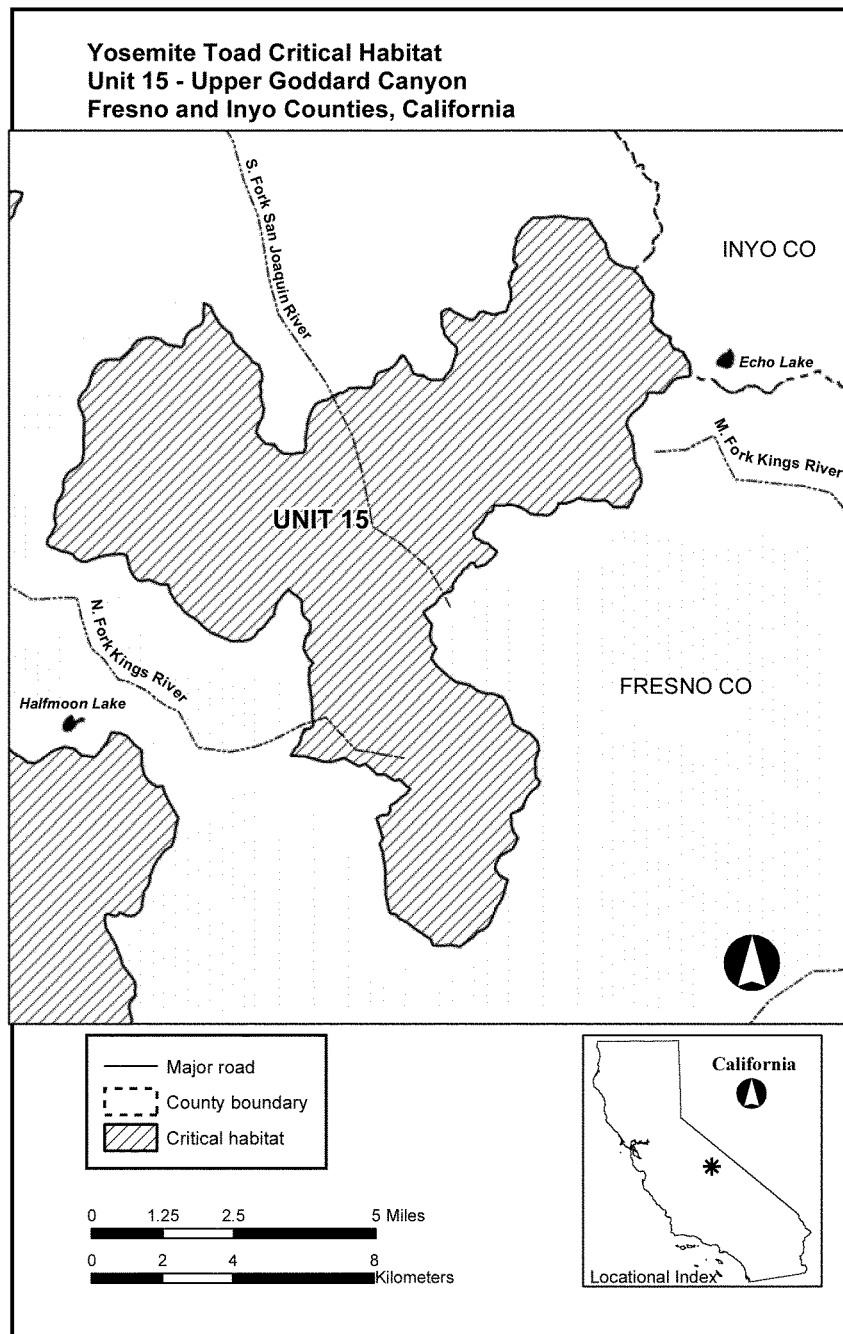 Yosemite Toad Critical Habitat
Unit 15 - Upper Goddard Canyon
Fresno and Inyo Counties, California
S. Fork San Joaquin River
INYO CO
Echo Lake
M. Fork Kings River
UNIT 15
N. Fork Kings River
FRESNO CO
Halfmoon Lake
Major road
County boundary
Critical habitat
0 1.25 2.5 5 Miles
0 2 4 8
Kilometers
California
Locational Index